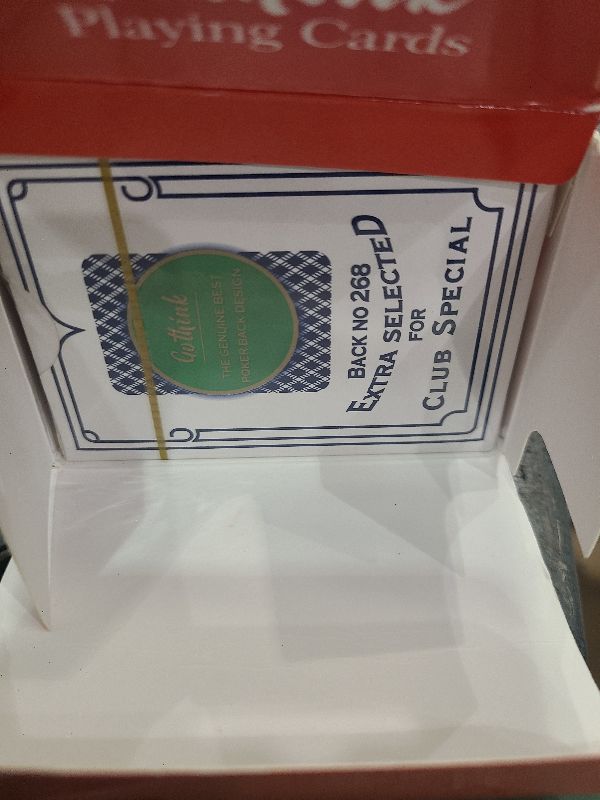 Playing Cards
Gothink
THE GENUINE BEST
POKER BACK DESIGN
BACK NO 268
EXTRA SELECTED
FOR
CLUB SPECIAL